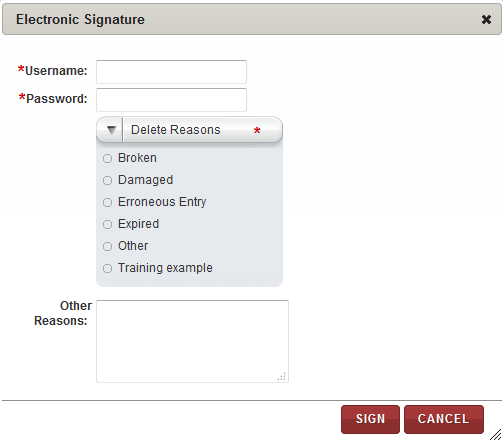 Electronic Signature
*Username:
*Password:
Delete Reasons *
Broken
Damaged
Erroneous Entry
Expired
Other
Training example
Other
Reasons:
SIGN CANCEL